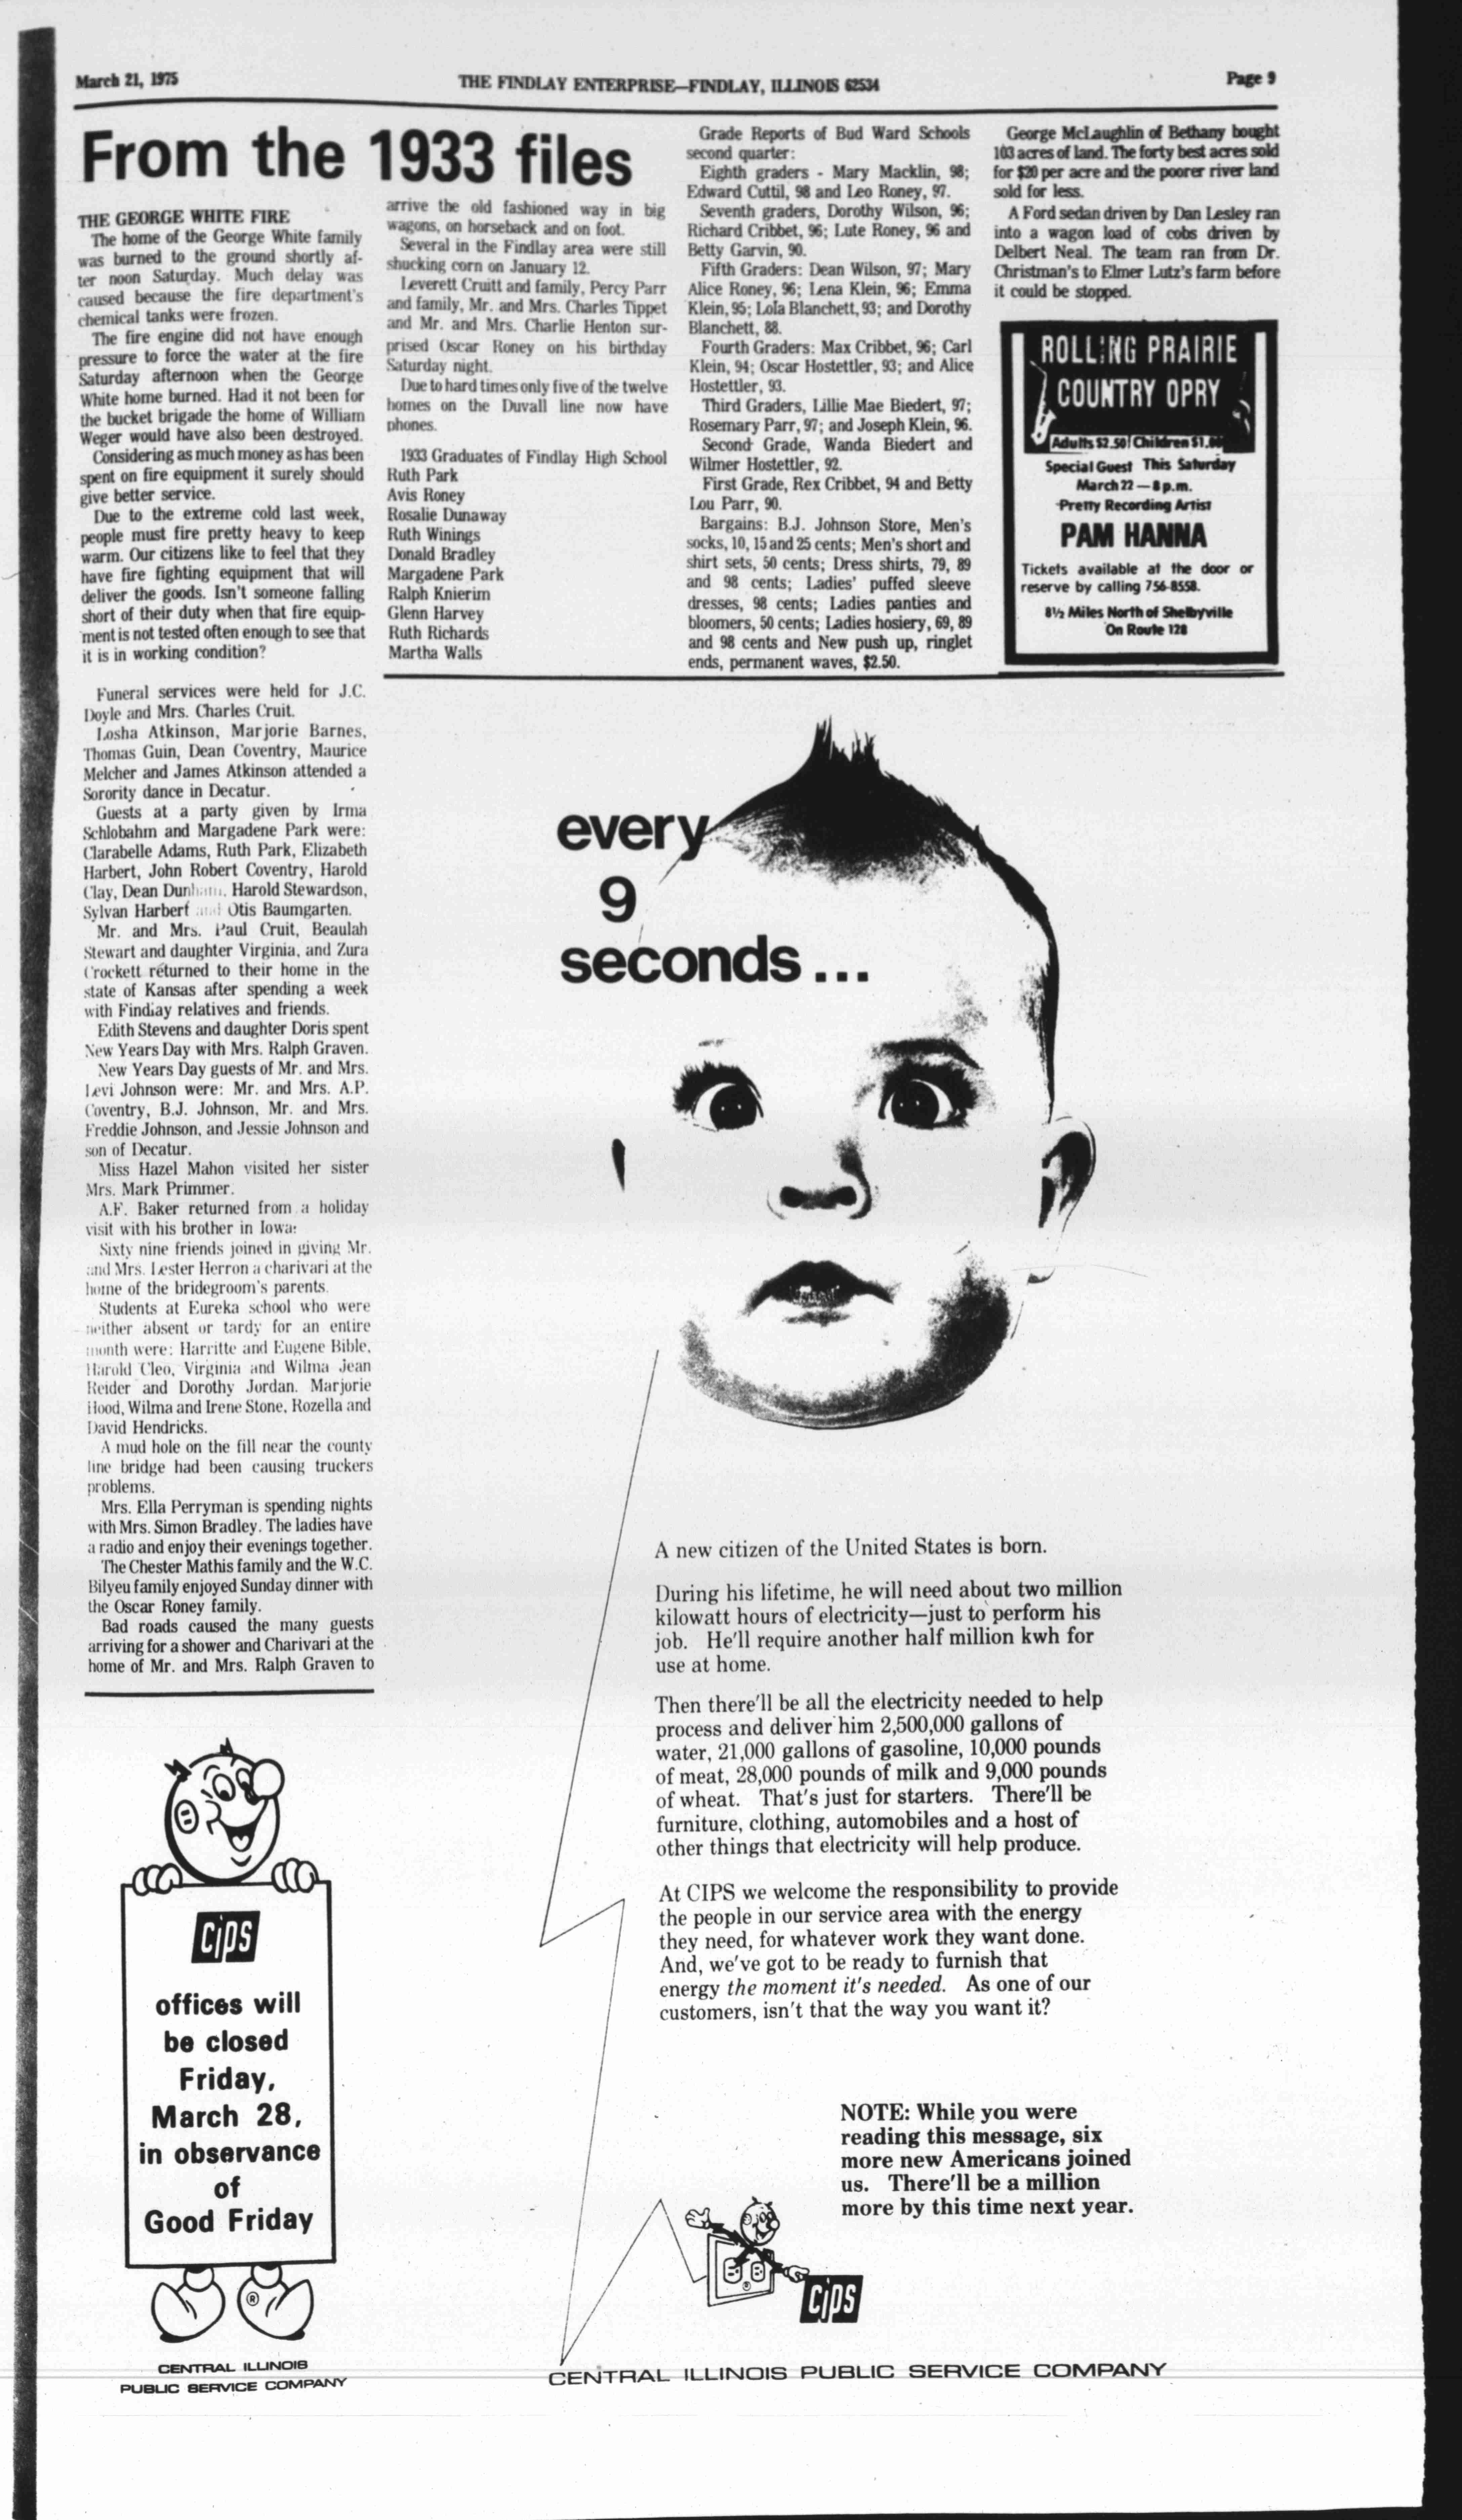 March 21, 1975
THE FINDLAY ENTERPRISE—FINDLAY, ILLINOIS 62534
Page 9
From the 1933 files
THE GEORGE WHITE FIRE
The home of the George White family
was burned to the ground shortly af-
ter noon Saturday. Much delay was
caused because the fire department's
chemical tanks were frozen.
The fire engine did not have enough
pressure to force the water at the fire
Saturday afternoon when the George
White home burned. Had it not been for
the bucket brigade the home of William
Weger would have also been destroyed.
Considering as much money as has been
spent on fire equipment it surely should
give better service.
Due to the extreme cold last week,
people must fire pretty heavy to keep
warm. Our citizens like to feel that they
have fire fighting equipment that will
deliver the goods. Isn't someone falling
short of their duty when that fire equip-
ment is not tested often enough to see that
it is in working condition?
Funeral services were held for J.C.
Doyle and Mrs. Charles Cruit.
Losha Atkinson, Marjorie Barnes,
Thomas Guin, Dean Coventry, Maurice
Melcher and James Atkinson attended a
Sorority dance in Decatur.
Guests at a party given by Irma
Schlobahm and Margadene Park were:
Clarabelle Adams, Ruth Park, Elizabeth
Harbert, John Robert Coventry, Harold
Clay, Dean Dunham, Harold Stewardson,
Sylvan Harbert and Otis Baumgarten.
Mr. and Mrs. Paul Cruit, Beaulah
Stewart and daughter Virginia, and Zura
Crockett returned to their home in the
state of Kansas after spending a week
with Findlay relatives and friends.
Edith Stevens and daughter Doris spent
New Years Day with Mrs. Ralph Graven.
New Years Day guests of Mr. and Mrs.
Levi Johnson were: Mr. and Mrs. A.P.
Coventry, B.J. Johnson, Mr. and Mrs.
Freddie Johnson, and Jessie Johnson and
son of Decatur.
Miss Hazel Mahon visited her sister
Mrs. Mark Primmer.
A.F. Baker returned from a holiday
visit with his brother in Iowa:
Sixty nine friends joined in giving Mr.
and Mrs. Lester Herron a charivari at the
home of the bridegroom's parents.
Students at Eureka school who were
neither absent or tardy for an entire
month were: Harritte and Eugene Bible,
Harold Cleo, Virginia and Wilma Jean
Reider and Dorothy Jordan. Marjorie
Hood, Wilma and Irene Stone, Rozella and
David Hendricks.
A mud hole on the fill near the county
line bridge had been causing truckers
problems.
Mrs. Ella Perryman is spending nights
with Mrs. Simon Bradley. The ladies have
a radio and enjoy their evenings together.
The Chester Mathis family and the W.C.
Bilyeu family enjoyed Sunday dinner with
the Oscar Roney family.
Bad roads caused the many guests
arriving for a shower and Charivari at the
home of Mr. and Mrs. Ralph Graven to
arrive the old fashioned way in big
wagons, on horseback and on foot.
Several in the Findlay area were still
shucking corn on January 12.
Leverett Cruitt and family, Percy Parr
and family, Mr. and Mrs. Charles Tippet
and Mr. and Mrs. Charlie Henton sur-
prised Oscar Roney on his birthday
Saturday night.
Due to hard times only five of the twelve
homes on the Duvall line now have
phones.
1933 Graduates of Findlay High School
Ruth Park
Avis Roney
Rosalie Dunaway
Ruth Winings
Donald Bradley
Margadene Park
Ralph Knierim
Glenn Harvey
Ruth Richards
Martha Walls
Grade Reports of Bud Ward Schools
second quarter:
Eighth graders - Mary Macklin, 98;
Edward Cuttil, 98 and Leo Roney, 97.
Seventh graders, Dorothy Wilson, 96;
Richard Cribbet, 96; Lute Roney, 96 and
Betty Garvin, 90.
Fifth Graders: Dean Wilson, 97; Mary
Alice Roney, 96; Lena Klein, 96; Emma
Klein, 95; Lola Blanchett, 93; and Dorothy
Blanchett, 88.
Fourth Graders: Max Cribbet, 96; Carl
Klein, 94; Oscar Hostettler, 93; and Alice
Hostettler, 93.
Third Graders, Lillie Mae Biedert, 97;
Rosemary Parr, 97; and Joseph Klein, 96.
Second Grade, Wanda Biedert and
Wilmer Hostettler, 92.
First Grade, Rex Cribbet, 94 and Betty
Lou Parr, 90.
Bargains: B.J. Johnson Store, Men's
socks, 10, 15 and 25 cents; Men's short and
shirt sets, 50 cents; Dress shirts, 79, 89
and 98 cents; Ladies' puffed sleeve
dresses, 98 cents; Ladies panties and
bloomers, 50 cents; Ladies hosiery, 69, 89
and 98 cents and New push up, ringlet
ends, permanent waves, $2.50.
George McLaughlin of Bethany bought
103 acres of land. The forty best acres sold
for $20 per acre and the poorer river land
sold for less.
A Ford sedan driven by Dan Lesley ran
into a wagon load of cobs driven by
Delbert Neal. The team ran from Dr.
Christman's to Elmer Lutz's farm before
it could be stopped.
ROLLING PRAIRIE
COUNTRY OPRY
Adults $2.50! Children $1.00
Special Guest This Saturday
March 22 — 8 p.m.
Pretty Recording Artist
PAM HANNA
Tickets available at the door or
reserve by calling 756-8558.
8½ Miles North of Shelbyville
On Route 128
every
9
seconds...
A new citizen of the United States is born.
During his lifetime, he will need about two million
kilowatt hours of electricity—just to perform his
job. He'll require another half million kwh for
use at home.
Then there'll be all the electricity needed to help
process and deliver him 2,500,000 gallons of
water, 21,000 gallons of gasoline, 10,000 pounds
of meat, 28,000 pounds of milk and 9,000 pounds
of wheat. That's just for starters. There'll be
furniture, clothing, automobiles and a host of
other things that electricity will help produce.
At CIPS we welcome the responsibility to provide
the people in our service area with the energy
they need, for whatever work they want done.
And, we've got to be ready to furnish that
energy the moment it's needed. As one of our
customers, isn't that the way you want it?
NOTE: While you were
reading this message, six
more new Americans joined
us. There'll be a million
more by this time next year.
®
cips
CENTRAL ILLINOIS PUBLIC SERVICE COMPANY
cips
offices will
be closed
Friday,
March 28,
in observance
of
Good Friday
®
CENTRAL ILLINOIS
PUBLIC SERVICE COMPANY